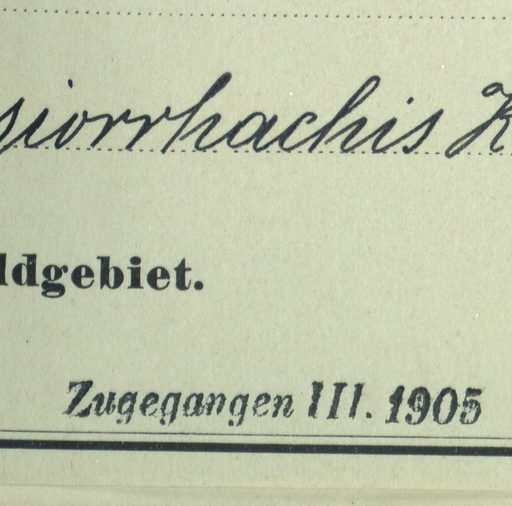 siorrhachis K
ldgebiet.
Zugegangen III. 1905